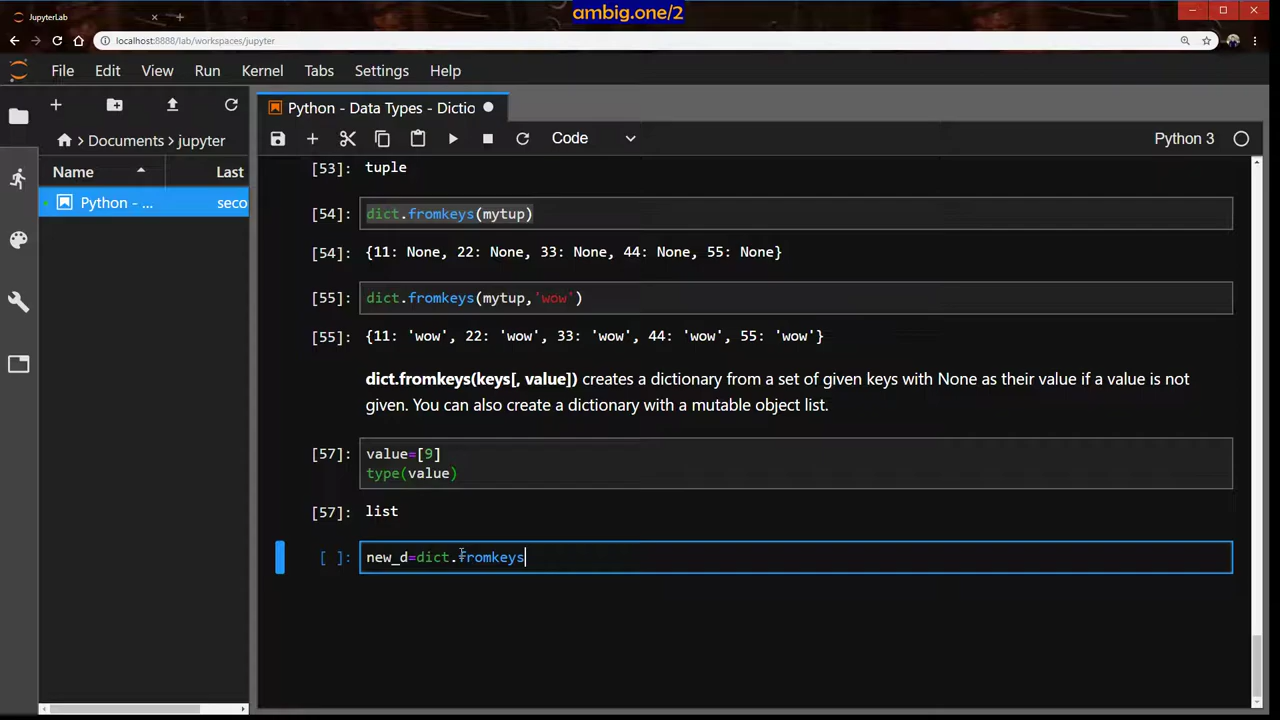 ambig.one/2
JupyterLab
localhost:8888/lab/workspaces/jupyter
File Edit View Run Kernel Tabs Settings Help
Python - Data Types - Dictio
Documents > jupyter
Code
Python 3
Name Last
Python - ... seco
[53]: tuple
[54]: dict.fromkeys(mytup)
[54]: {11: None, 22: None, 33: None, 44: None, 55: None}
[55]: dict.fromkeys(mytup,'wow')
[55]: {11: 'wow', 22: 'wow', 33: 'wow', 44: 'wow', 55: 'wow'}
dict.fromkeys(keys[, value]) creates a dictionary from a set of given keys with None as their value if a value is not
given. You can also create a dictionary with a mutable object list.
[57]: value=[9]
type(value)
[57]: list
[ ]: new_d=dict.fromkeys